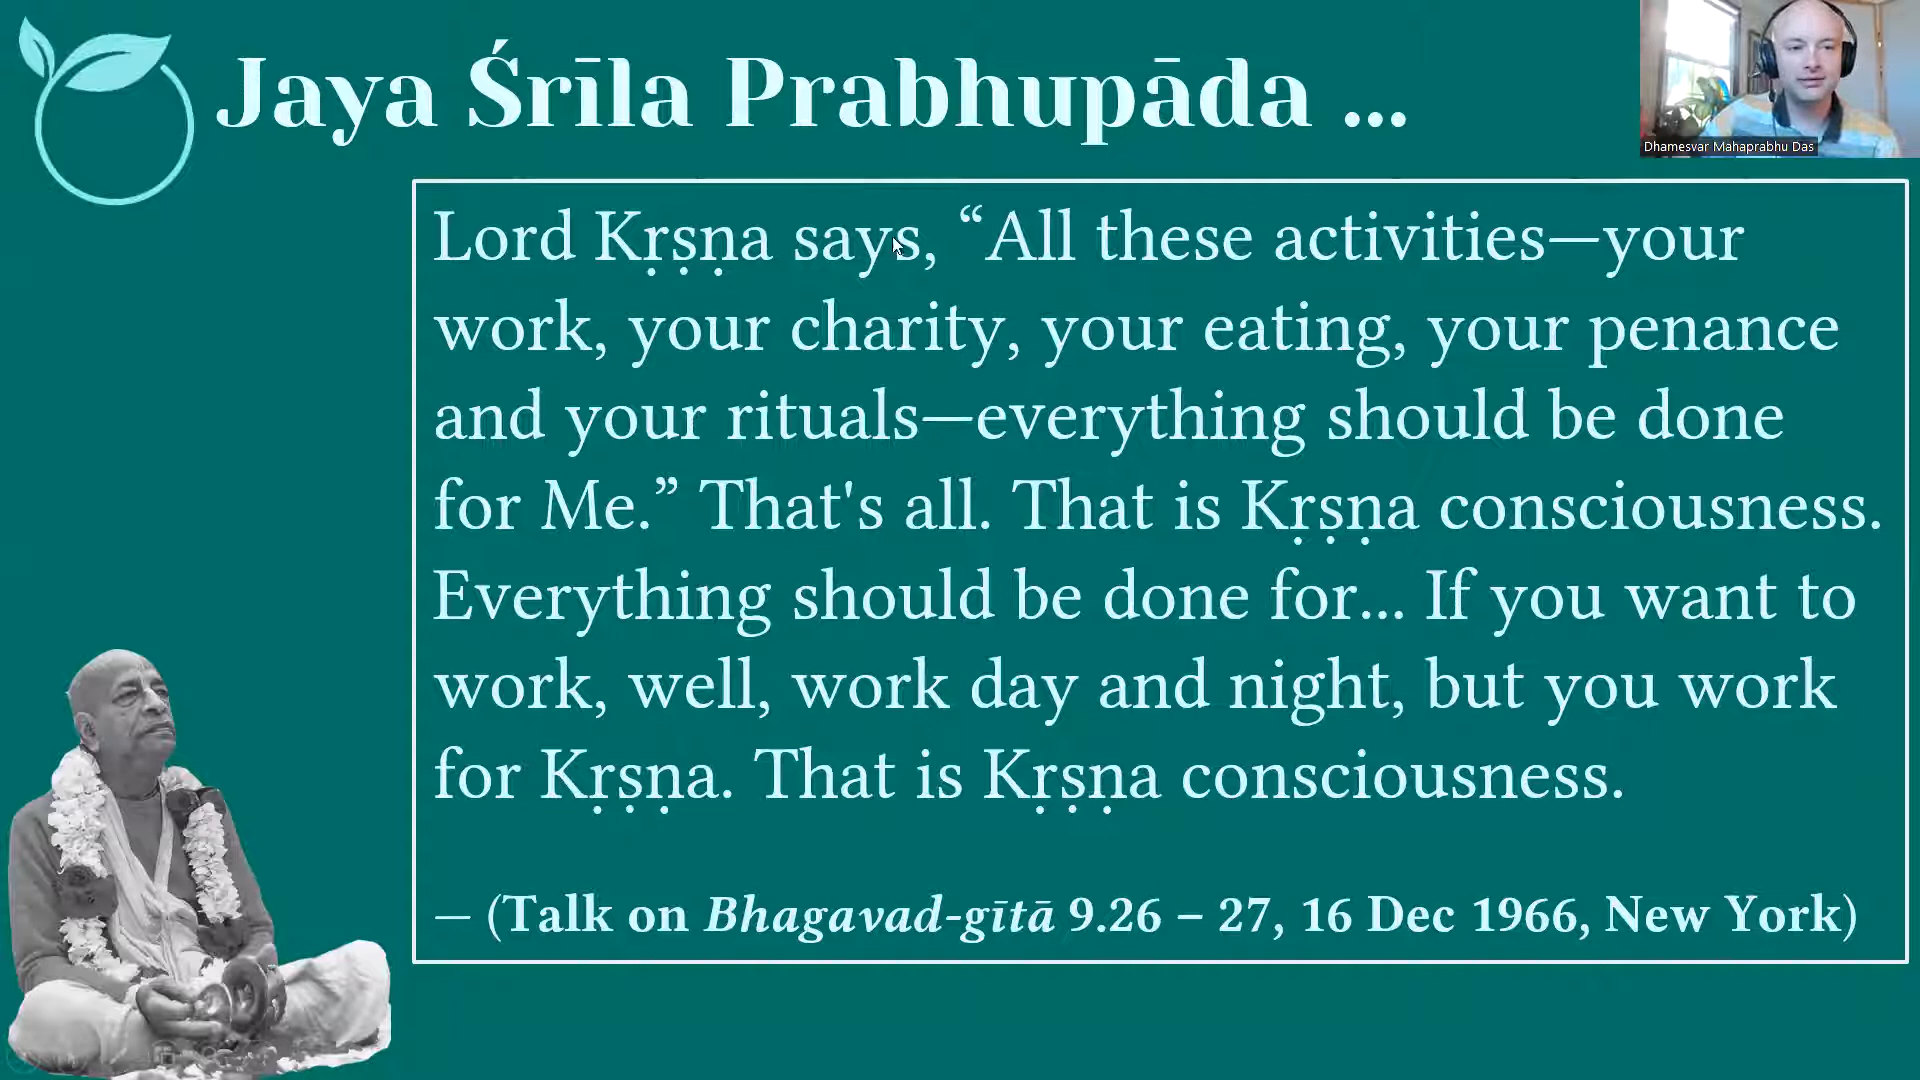 Jaya Śrīla Prabhupāda ...
Dhamesvar Mahaprabhu Das
Lord Kṛṣṇa says, “All these activities—your
work, your charity, your eating, your penance
and your rituals—everything should be done
for Me.” That's all. That is Kṛṣṇa consciousness.
Everything should be done for... If you want to
work, well, work day and night, but you work
for Kṛṣṇa. That is Kṛṣṇa consciousness.
— (Talk on Bhagavad-gītā 9.26 – 27, 16 Dec 1966, New York)